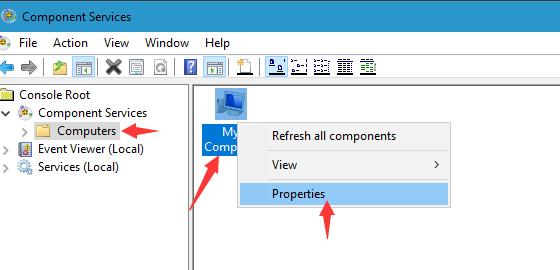 Component Services
File Action View Window Help
Console Root
Component Services
Computers
Event Viewer (Local)
Services (Local)
My
Comp
Refresh all components
View
Properties